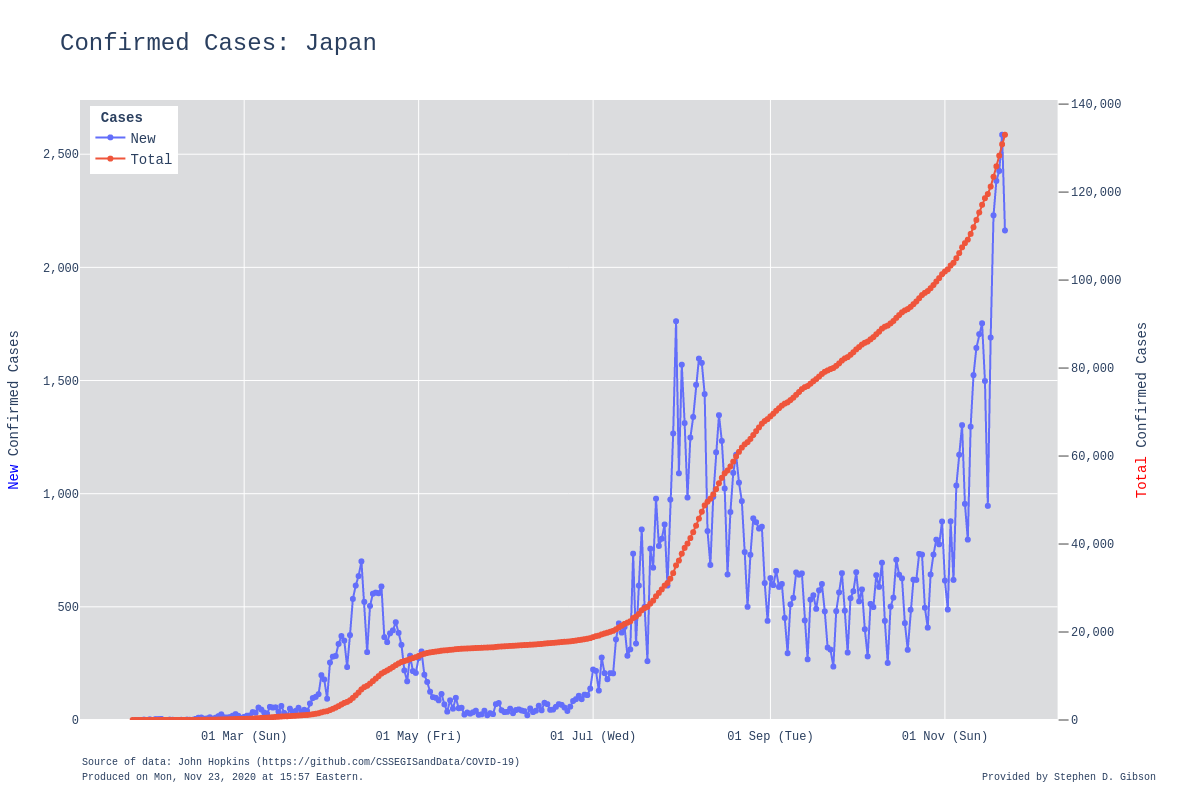 Confirmed Cases: Japan
Cases
New
Total
2,500
2,000
1,500
1,000
500
0
140,000
120,000
100,000
80,000
60,000
40,000
20,000
0
New Confirmed Cases
Total Confirmed Cases
01 Mar (Sun)
01 May (Fri)
01 Jul (Wed)
01 Sep (Tue)
01 Nov (Sun)
Source of data: John Hopkins (https://github.com/CSSEGISandData/COVID-19)
Produced on Mon, Nov 23, 2020 at 15:57 Eastern.
Provided by Stephen D. Gibson